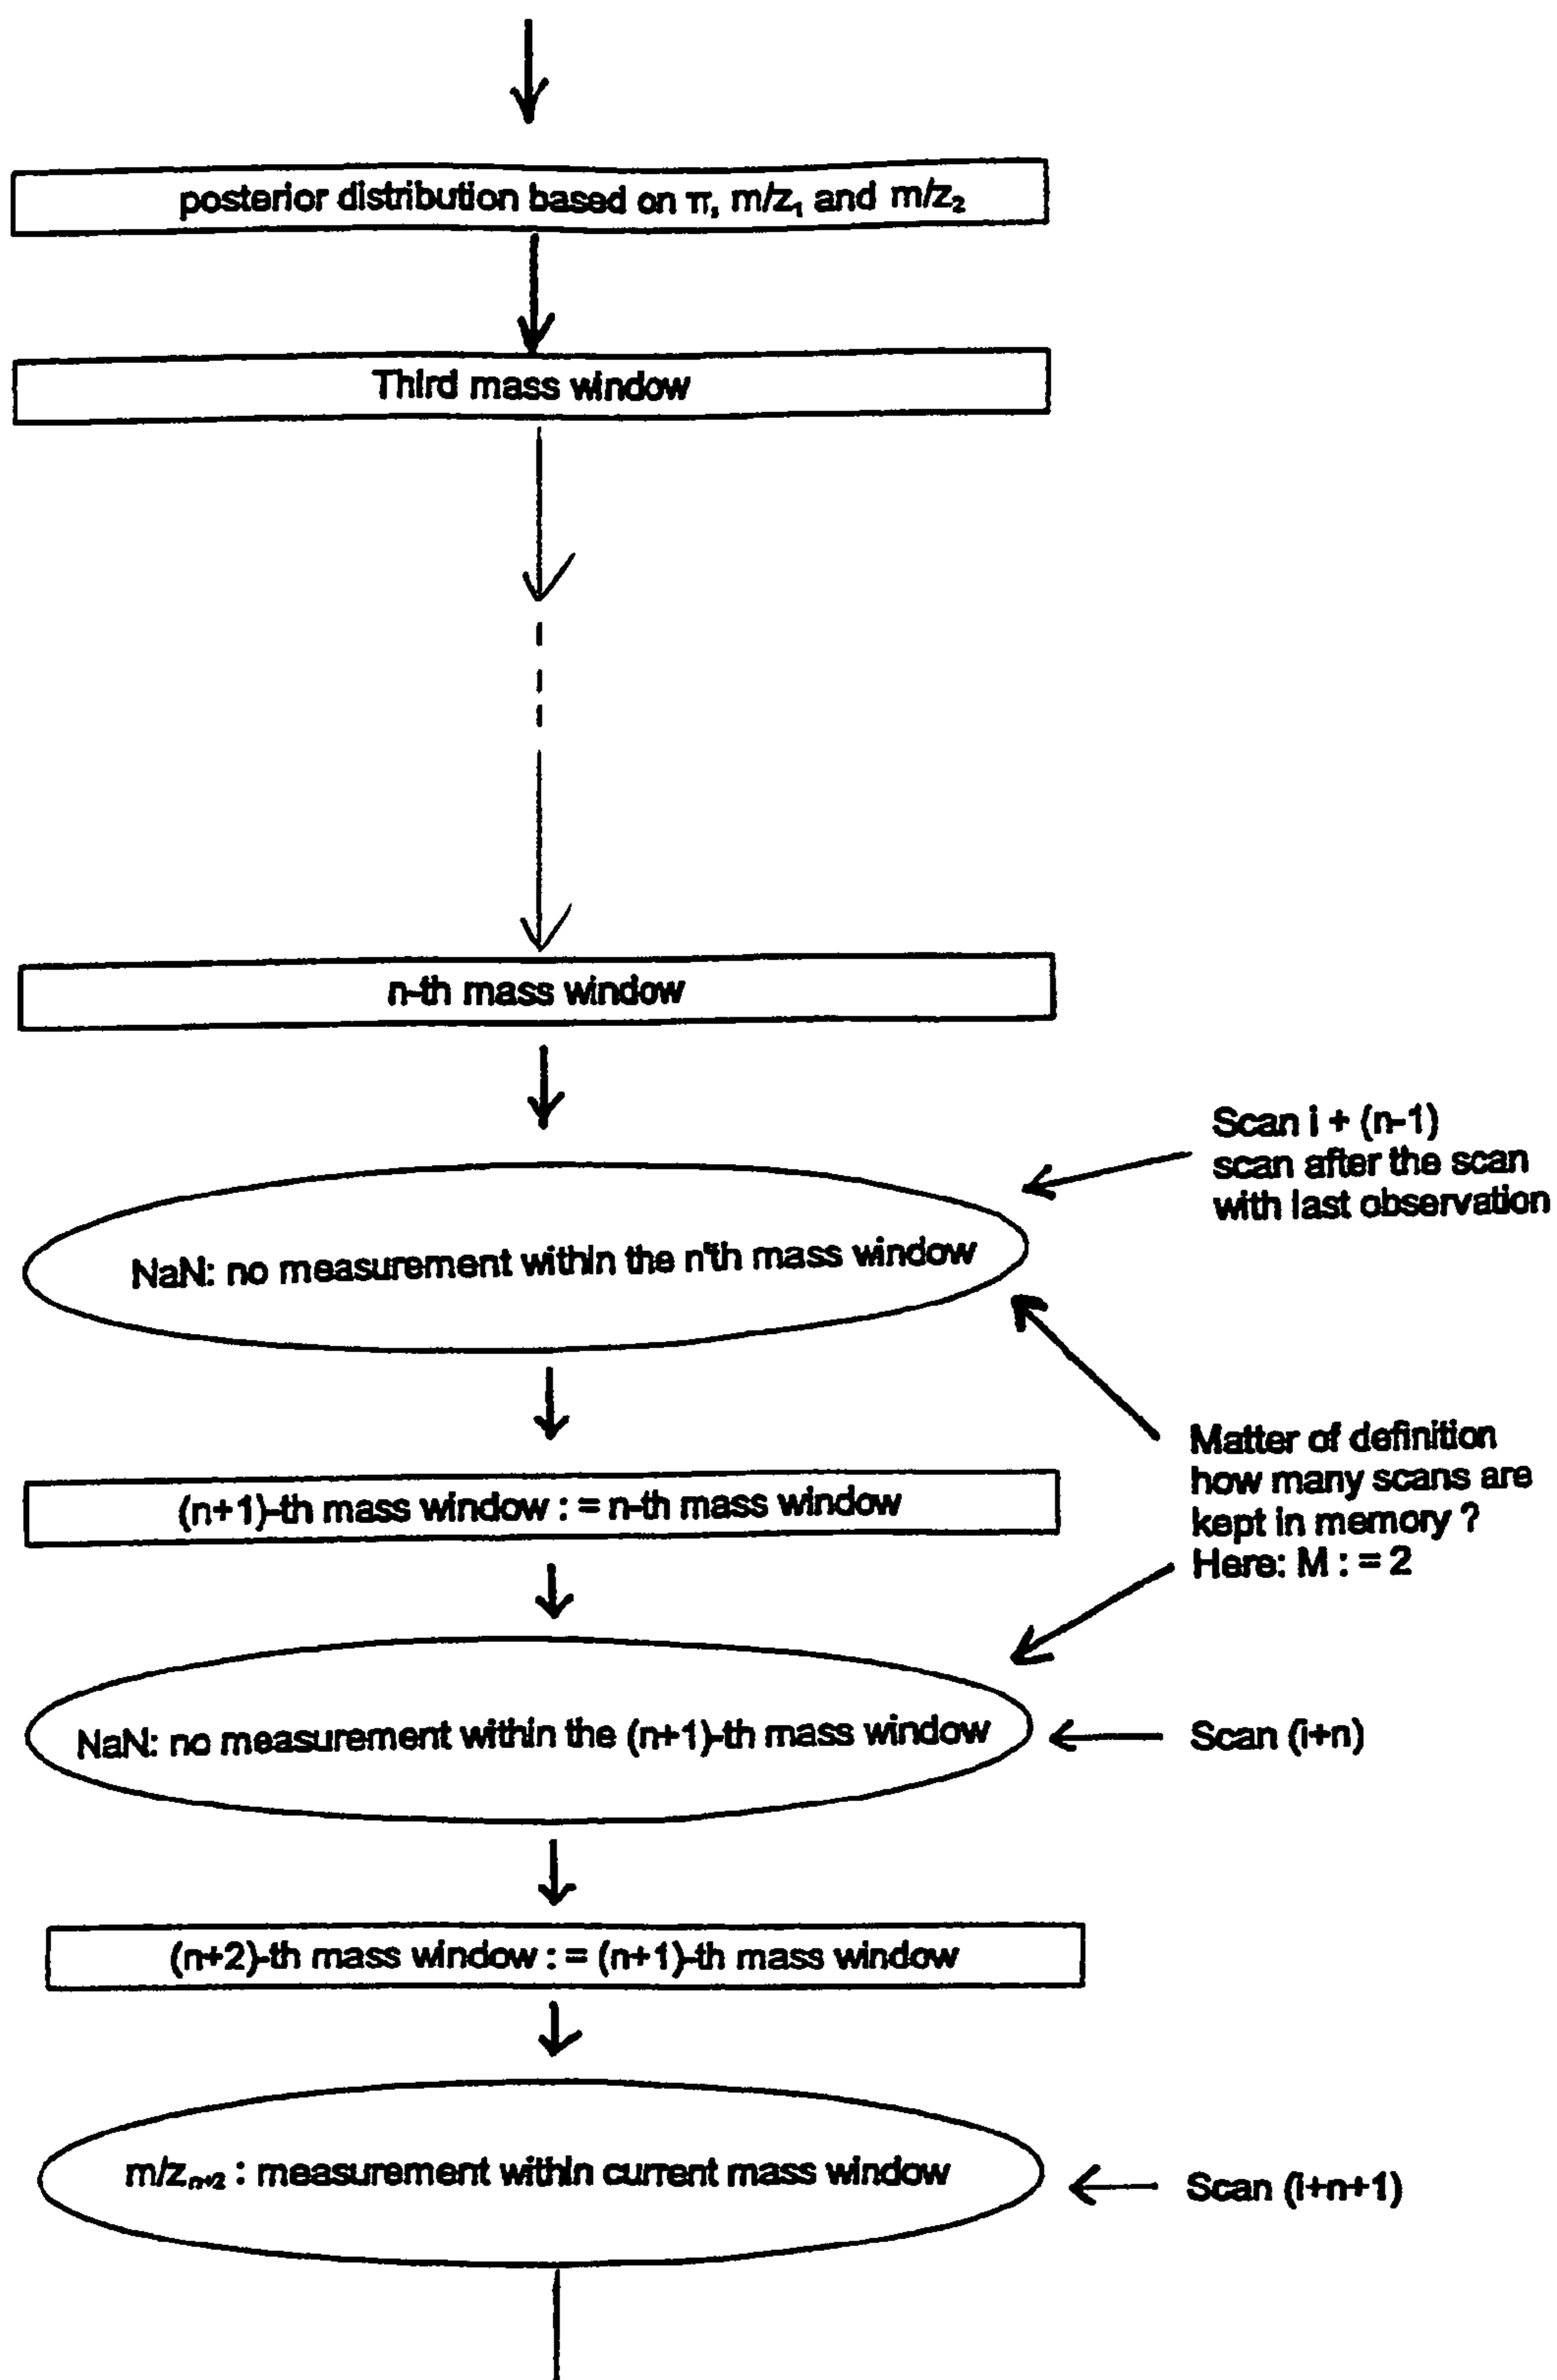 posterior distribution based on π, m/z₁ and m/z₂
Third mass window
n-th mass window
Scan i + (n-1)
scan after the scan
with last observation
NaN: no measurement within the n'th mass window
Matter of definition
how many scans are
kept in memory ?
Here: M : = 2
(n+1)-th mass window : = n-th mass window
NaN: no measurement within the (n+1)-th mass window
Scan (i+n)
(n+2)-th mass window : = (n+1)-th mass window
m/zₙ₊₂ : measurement within current mass window
Scan (i+n+1)